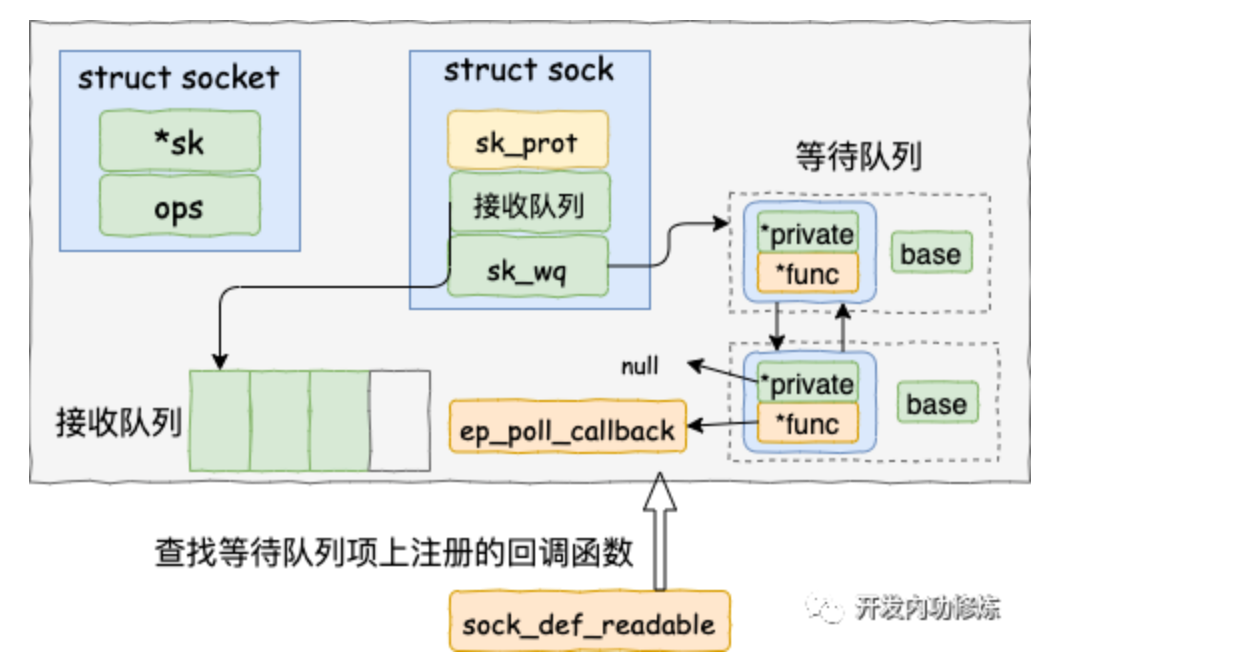 struct socket
*sk
ops
struct sock
sk_prot
接收队列
sk_wq
等待队列
*private
*func
base
null
*private
*func
base
接收队列
ep_poll_callback
查找等待队列项上注册的回调函数
sock_def_readable
开发内功修炼